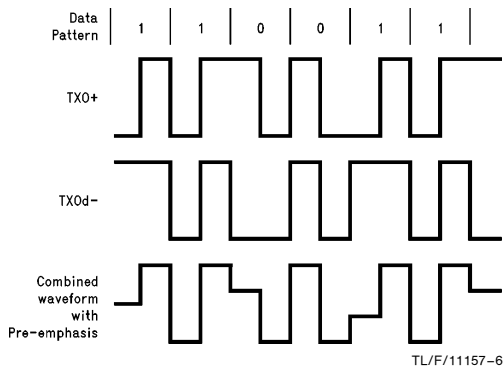 Data
Pattern
1 1 0 0 1 1
TXO+
TXOd-
Combined
waveform
with
Pre-emphasis
TL/F/11157-6